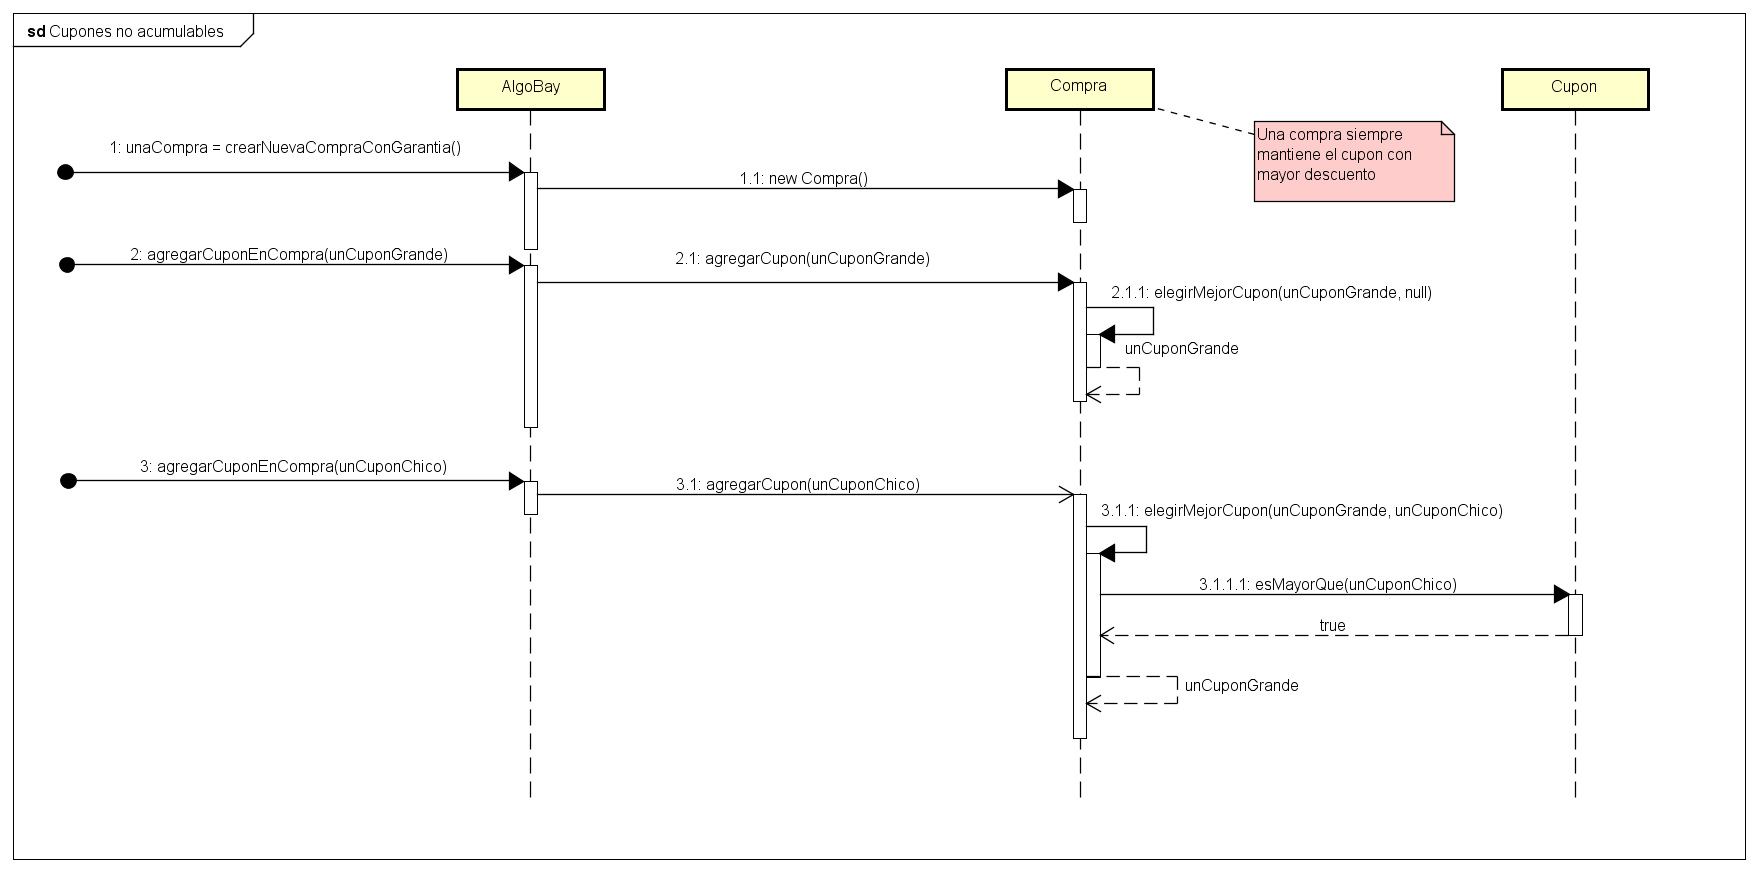 sd Cupones no acumulables
AlgoBay
Compra
Cupon
Una compra siempre
mantiene el cupon con
mayor descuento
1: unaCompra = crearNuevaCompraConGarantia()
1.1: new Compra()
2: agregarCuponEnCompra(unCuponGrande)
2.1: agregarCupon(unCuponGrande)
2.1.1: elegirMejorCupon(unCuponGrande, null)
unCuponGrande
3: agregarCuponEnCompra(unCuponChico)
3.1: agregarCupon(unCuponChico)
3.1.1: elegirMejorCupon(unCuponGrande, unCuponChico)
3.1.1.1: esMayorQue(unCuponChico)
true
unCuponGrande